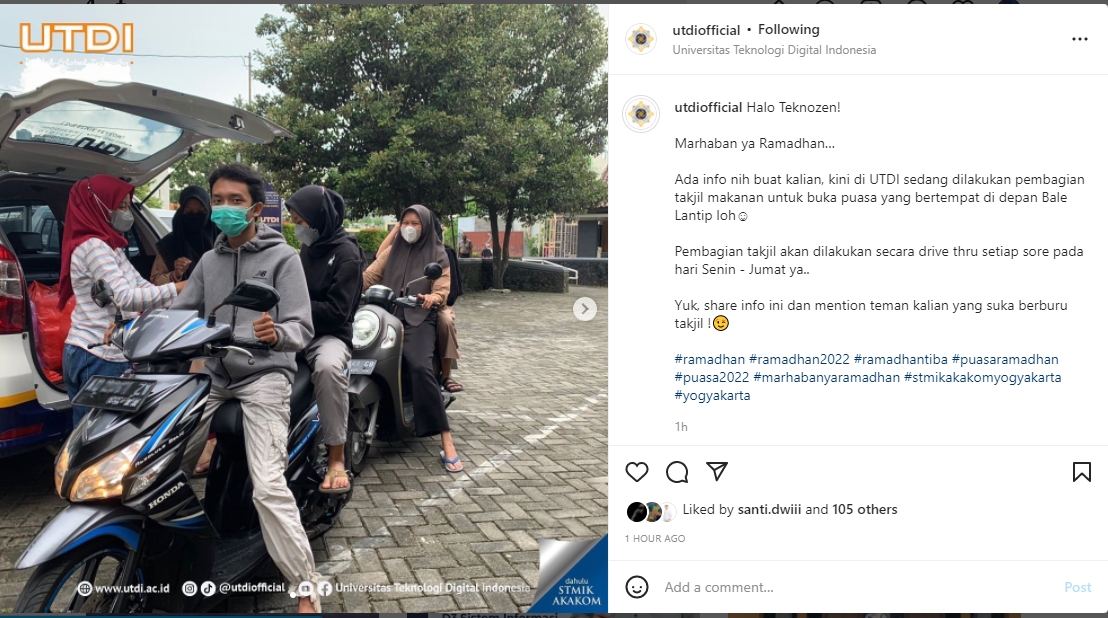 UTDI
utdiofficial • Following
Universitas Teknologi Digital Indonesia
utdiofficial Halo Teknozen!
Marhaban ya Ramadhan...
Ada info nih buat kalian, kini di UTDI sedang dilakukan pembagian
takjil makanan untuk buka puasa yang bertempat di depan Bale
Lantip loh☺
Pembagian takjil akan dilakukan secara drive thru setiap sore pada
hari Senin - Jumat ya..
Yuk, share info ini dan mention teman kalian yang suka berburu
takjil !😉
#ramadhan #ramadhan2022 #ramadhantiba #puasaramadhan
#puasa2022 #marhabanyaramadhan #stmikakakomyogyakarta
#yogyakarta
1h
Liked by santi.dwiii and 105 others
1 HOUR AGO
Add a comment...
Post
UTDI
HONDA
www.utdi.ac.id @utdiofficial Universitas Teknologi Digital Indonesia
dahulu
STMIK
AKAKOM
D3 Sistem Informasi